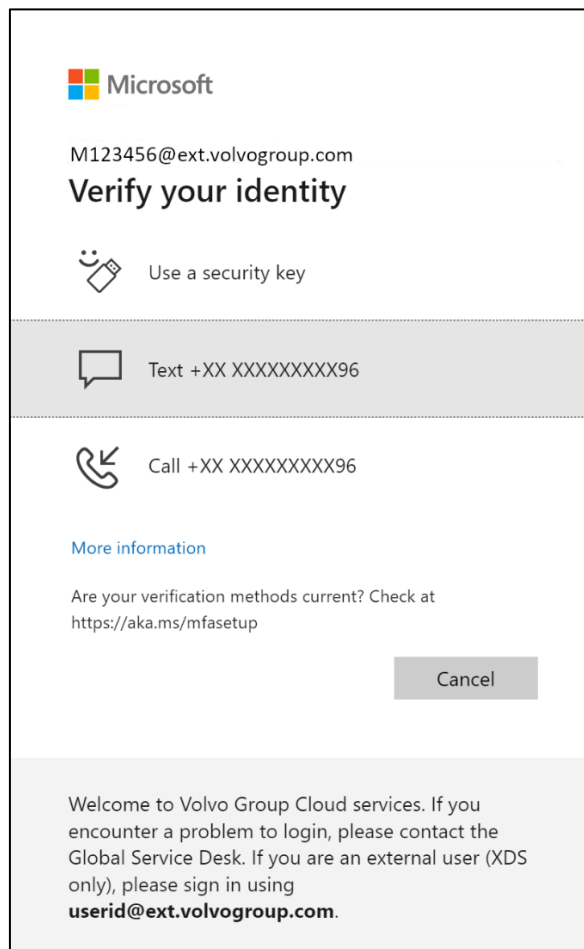 Microsoft
M123456@ext.volvogroup.com
Verify your identity
Use a security key
Text +XX XXXXXXXXX96
Call +XX XXXXXXXXX96
More information
Are your verification methods current? Check at
https://aka.ms/mfasetup
Cancel
Welcome to Volvo Group Cloud services. If you
encounter a problem to login, please contact the
Global Service Desk. If you are an external user (XDS
only), please sign in using
userid@ext.volvogroup.com.